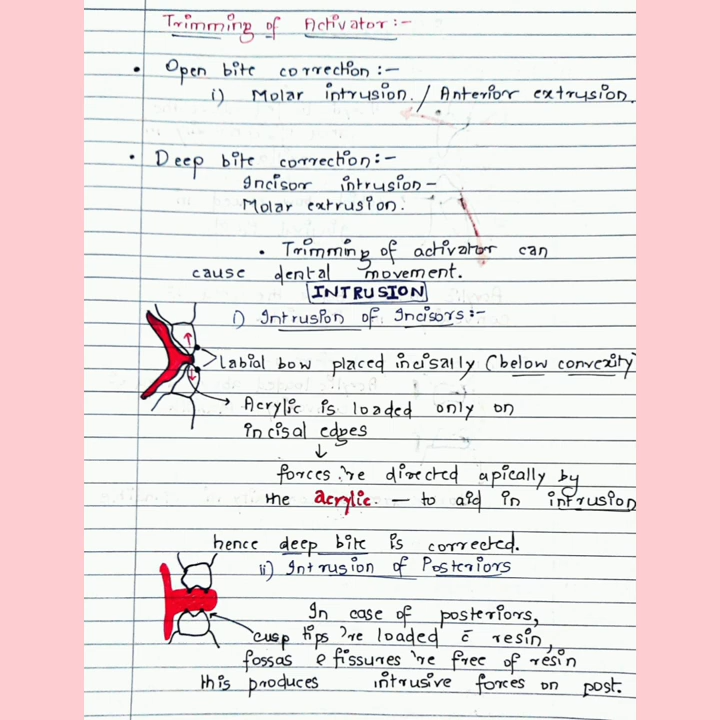 Trimming of Activator:-
• Open bite correction:-
i) Molar intrusion. / Anterior extrusion.
• Deep bite correction:-
Incisor intrusion-
Molar extrusion.
• Trimming of activator can
cause dental movement.
INTRUSION
i) Intrusion of Incisors:-
Labial bow placed incisally (below convexity)
→ Acrylic is loaded only on
incisal edges
↓
forces 're directed apically by
the acrylic. - to aid in intrusion
hence deep bite is corrected.
ii) Intrusion of Posteriors
In case of posteriors,
cusp tips 're loaded c̄ resin,
fossas & fissures 're free of resin
this produces intrusive forces on post.